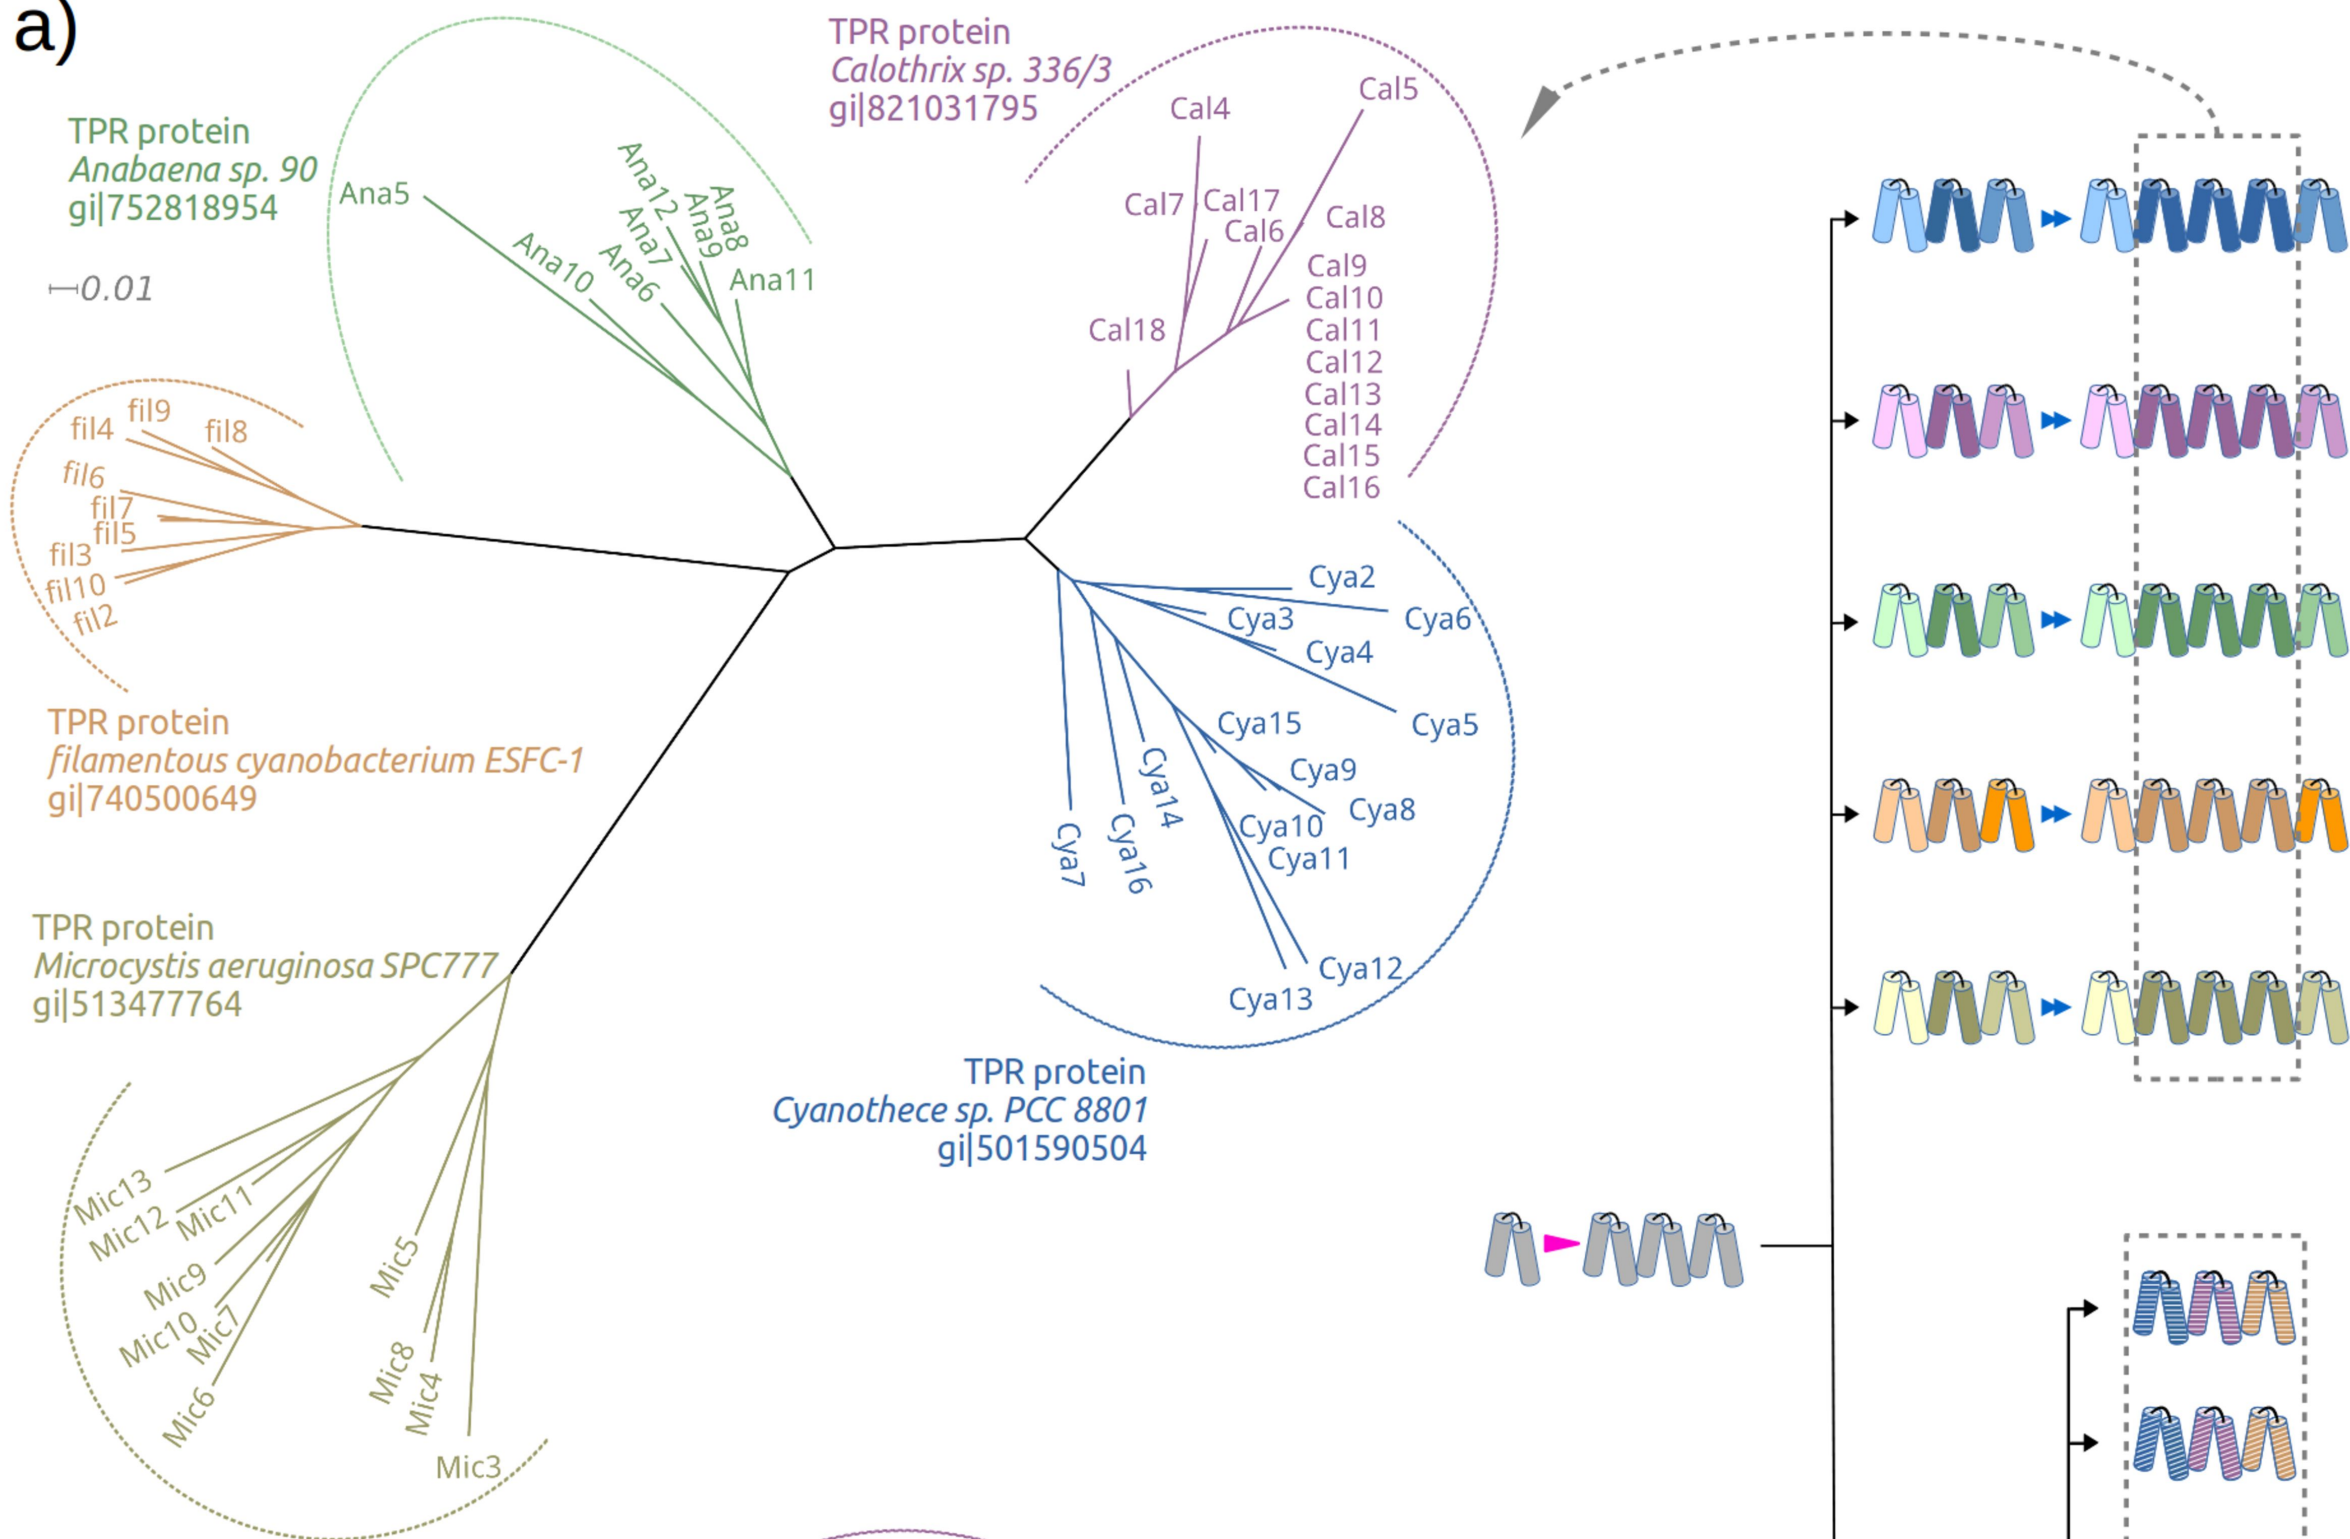 a)
TPR protein
Anabaena sp. 90
gi|752818954
0.01
Ana5
Ana10
Ana12
Ana7
Ana6
Ana8
Ana9
Ana11
TPR protein
Calothrix sp. 336/3
gi|821031795
Cal4
Cal5
Cal7
Cal17
Cal6
Cal8
Cal18
Cal9
Cal10
Cal11
Cal12
Cal13
Cal14
Cal15
Cal16
fil4
fil9
fil8
fil6
fil7
fil5
fil3
fil10
fil2
TPR protein
filamentous cyanobacterium ESFC-1
gi|740500649
Cya2
Cya6
Cya3
Cya4
Cya5
Cya15
Cya9
Cya8
Cya10
Cya11
Cya14
Cya16
Cya7
Cya12
Cya13
TPR protein
Cyanothece sp. PCC 8801
gi|501590504
TPR protein
Microcystis aeruginosa SPC777
gi|513477764
Mic13
Mic12
Mic11
Mic9
Mic10
Mic7
Mic6
Mic5
Mic8
Mic4
Mic3